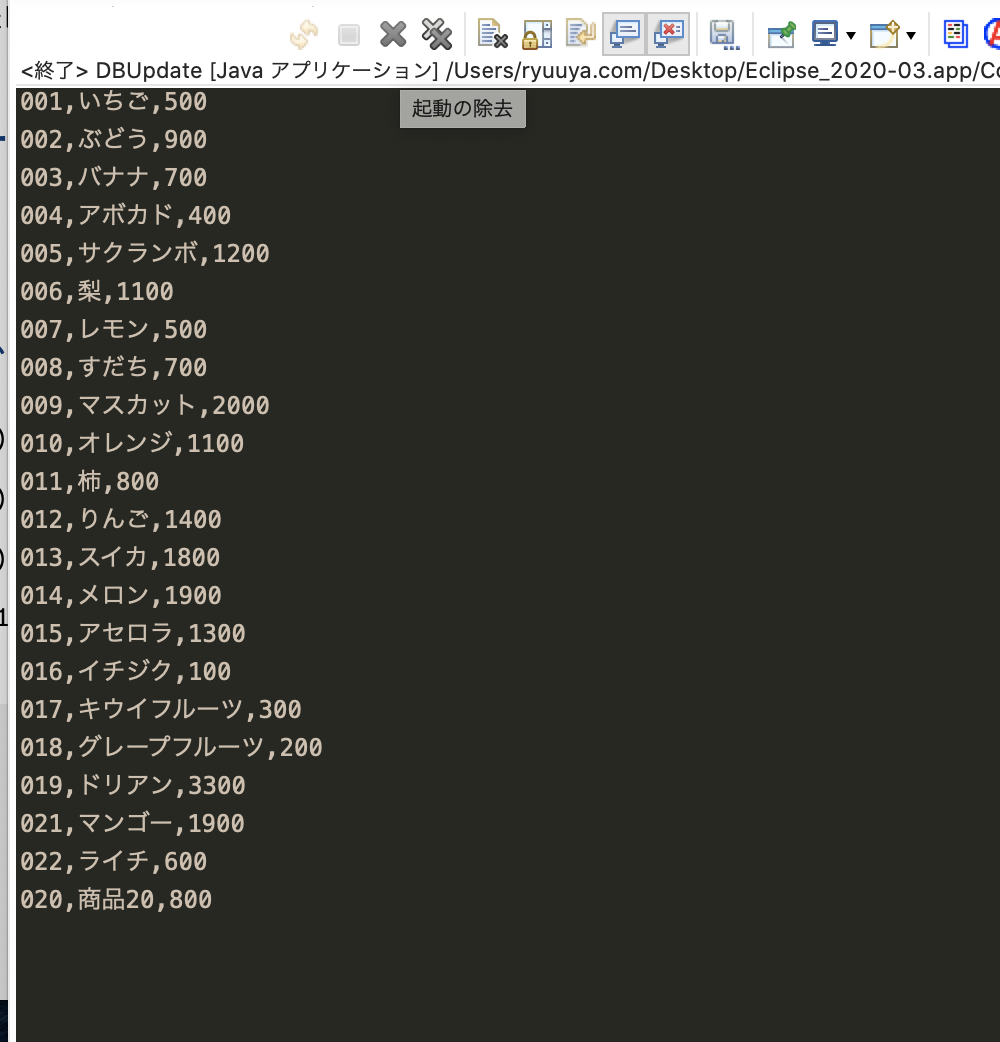 <終了> DBUpdate [Java アプリケーション] /Users/ryuuya.com/Desktop/Eclipse_2020-03.app/Co
起動の除去
001,いちご,500
002,ぶどう,900
003,バナナ,700
004,アボカド,400
005,サクランボ,1200
006,梨,1100
007,レモン,500
008,すだち,700
009,マスカット,2000
010,オレンジ,1100
011,柿,800
012,りんご,1400
013,スイカ,1800
014,メロン,1900
015,アセロラ,1300
016,イチジク,100
017,キウイフルーツ,300
018,グレープフルーツ,200
019,ドリアン,3300
021,マンゴー,1900
022,ライチ,600
020,商品20,800